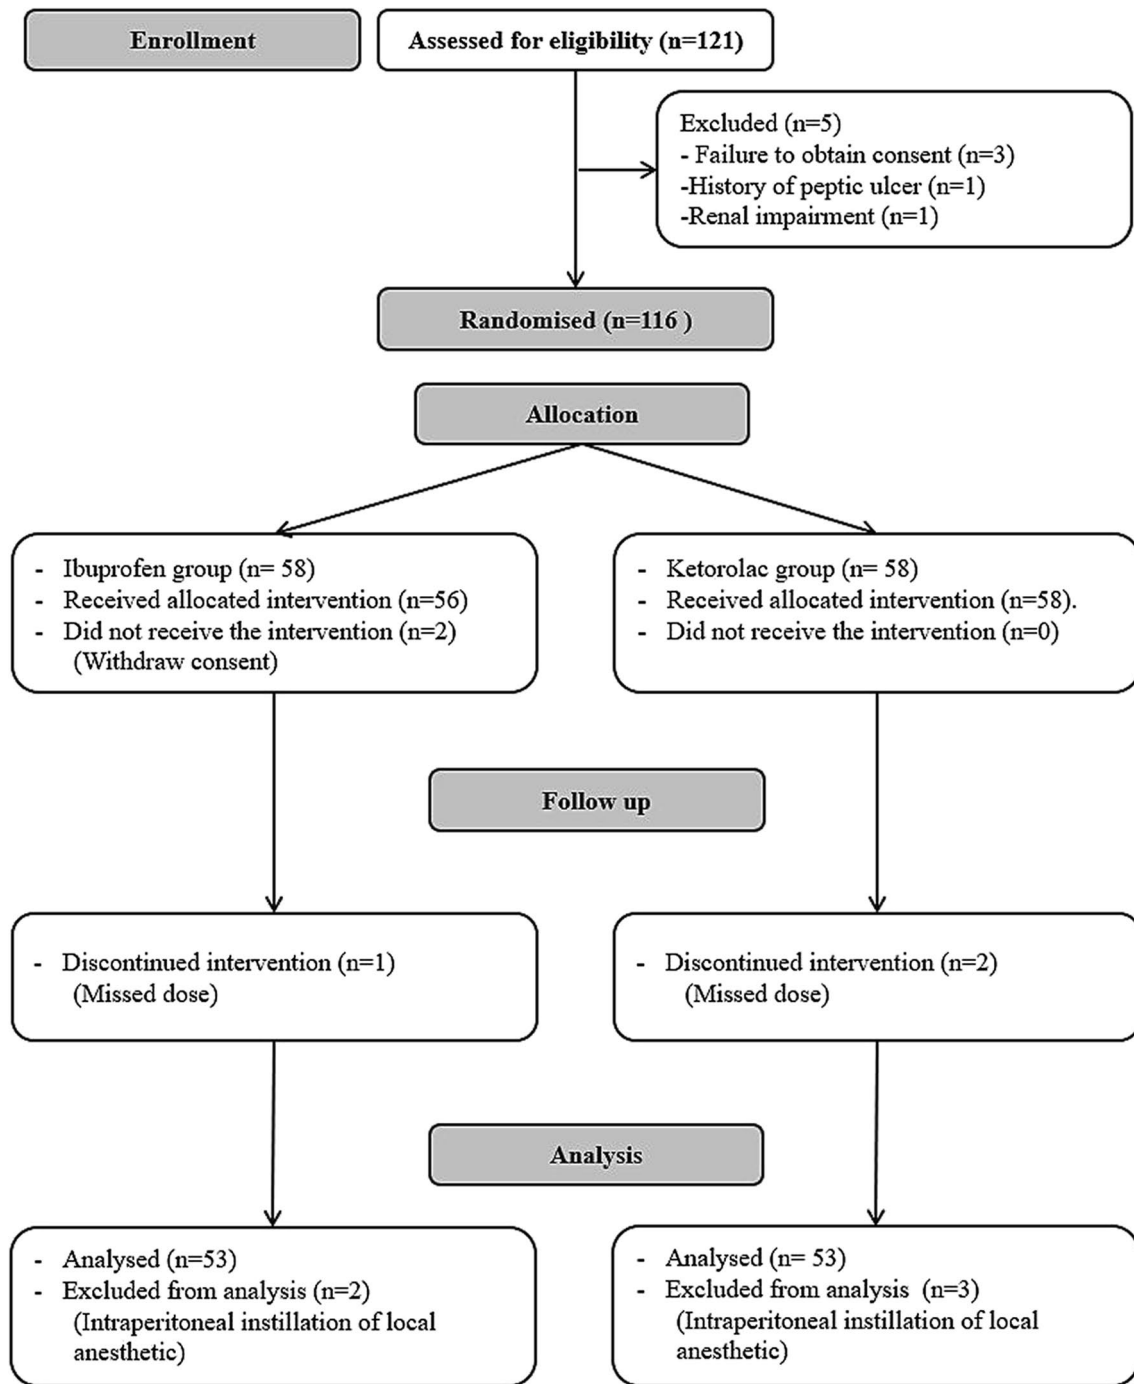 Enrollment
Assessed for eligibility (n=121)
Excluded (n=5)
- Failure to obtain consent (n=3)
-History of peptic ulcer (n=1)
-Renal impairment (n=1)
Randomised (n=116 )
Allocation
- Ibuprofen group (n= 58)
- Received allocated intervention (n=56)
- Did not receive the intervention (n=2)
(Withdraw consent)
- Ketorolac group (n= 58)
- Received allocated intervention (n=58).
- Did not receive the intervention (n=0)
Follow up
- Discontinued intervention (n=1)
(Missed dose)
- Discontinued intervention (n=2)
(Missed dose)
Analysis
- Analysed (n=53)
- Excluded from analysis (n=2)
(Intraperitoneal instillation of local
anesthetic)
- Analysed (n= 53)
- Excluded from analysis (n=3)
(Intraperitoneal instillation of local
anesthetic)